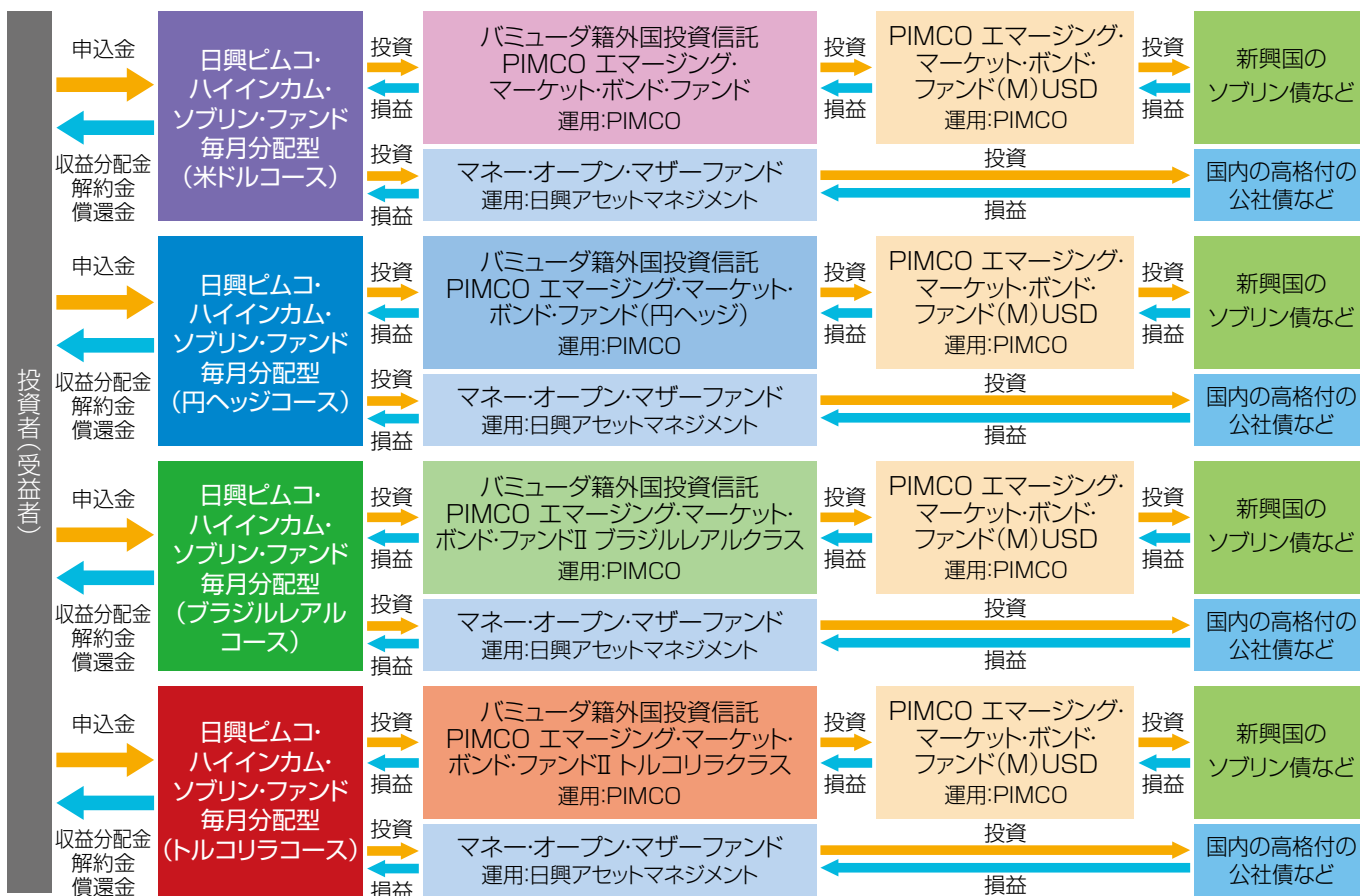 投資者（受益者）
申込金
収益分配金
解約金
償還金
日興ピムコ・
ハイインカム・
ソブリン・ファンド
毎月分配型
（米ドルコース）
投資
損益
バミューダ籍外国投資信託
PIMCO エマージング・
マーケット・ボンド・ファンド
運用:PIMCO
投資
損益
PIMCO エマージング・
マーケット・ボンド・
ファンド(M)USD
運用:PIMCO
投資
損益
新興国の
ソブリン債など
投資
損益
マネー・オープン・マザーファンド
運用:日興アセットマネジメント
投資
損益
国内の高格付の
公社債など
申込金
収益分配金
解約金
償還金
日興ピムコ・
ハイインカム・
ソブリン・ファンド
毎月分配型
（円ヘッジコース）
投資
損益
バミューダ籍外国投資信託
PIMCO エマージング・マーケット・
ボンド・ファンド(円ヘッジ)
運用:PIMCO
投資
損益
PIMCO エマージング・
マーケット・ボンド・
ファンド(M)USD
運用:PIMCO
投資
損益
新興国の
ソブリン債など
投資
損益
マネー・オープン・マザーファンド
運用:日興アセットマネジメント
投資
損益
国内の高格付の
公社債など
申込金
収益分配金
解約金
償還金
日興ピムコ・
ハイインカム・
ソブリン・ファンド
毎月分配型
（ブラジルレアル
コース）
投資
損益
バミューダ籍外国投資信託
PIMCO エマージング・マーケット・
ボンド・ファンドⅡ ブラジルレアルクラス
運用:PIMCO
投資
損益
PIMCO エマージング・
マーケット・ボンド・
ファンド(M)USD
運用:PIMCO
投資
損益
新興国の
ソブリン債など
投資
損益
マネー・オープン・マザーファンド
運用:日興アセットマネジメント
投資
損益
国内の高格付の
公社債など
申込金
収益分配金
解約金
償還金
日興ピムコ・
ハイインカム・
ソブリン・ファンド
毎月分配型
（トルコリラコース）
投資
損益
バミューダ籍外国投資信託
PIMCO エマージング・マーケット・
ボンド・ファンドⅡ トルコリラクラス
運用:PIMCO
投資
損益
PIMCO エマージング・
マーケット・ボンド・
ファンド(M)USD
運用:PIMCO
投資
損益
新興国の
ソブリン債など
投資
損益
マネー・オープン・マザーファンド
運用:日興アセットマネジメント
投資
損益
国内の高格付の
公社債など